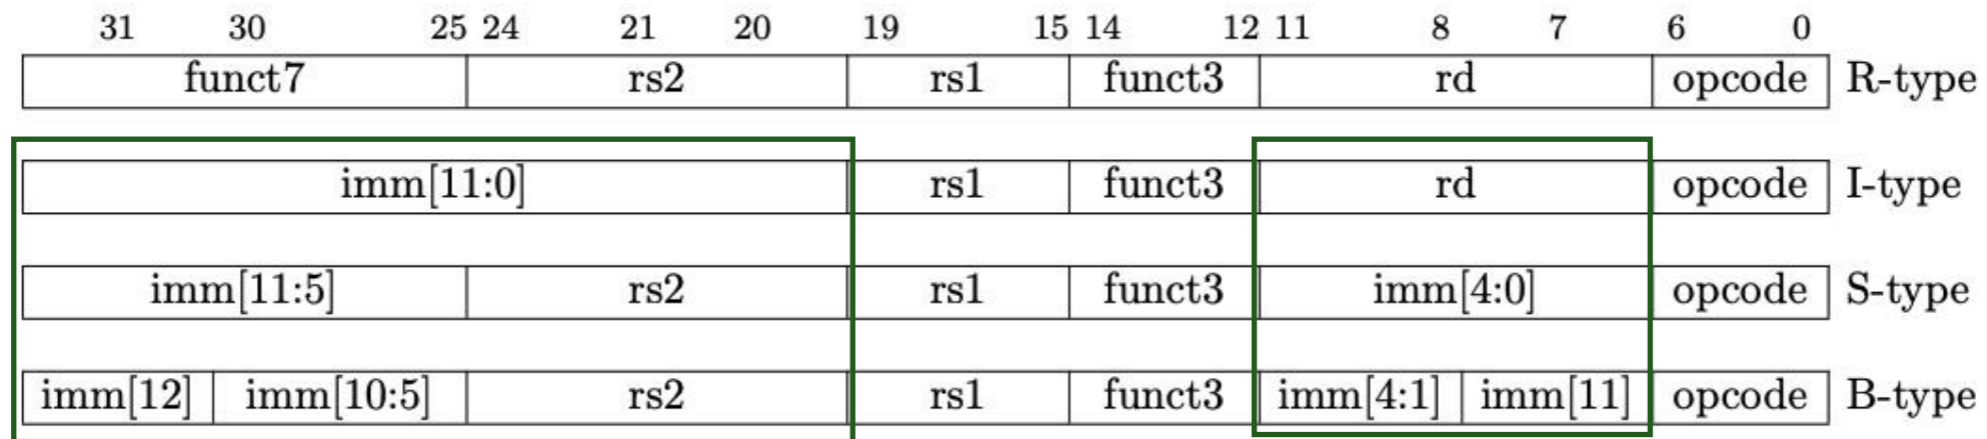 31 30 25 24 21 20 19 15 14 12 11 8 7 6 0
funct7 rs2 rs1 funct3 rd opcode R-type
imm[11:0] rs1 funct3 rd opcode I-type
imm[11:5] rs2 rs1 funct3 imm[4:0] opcode S-type
imm[12] imm[10:5] rs2 rs1 funct3 imm[4:1] imm[11] opcode B-type